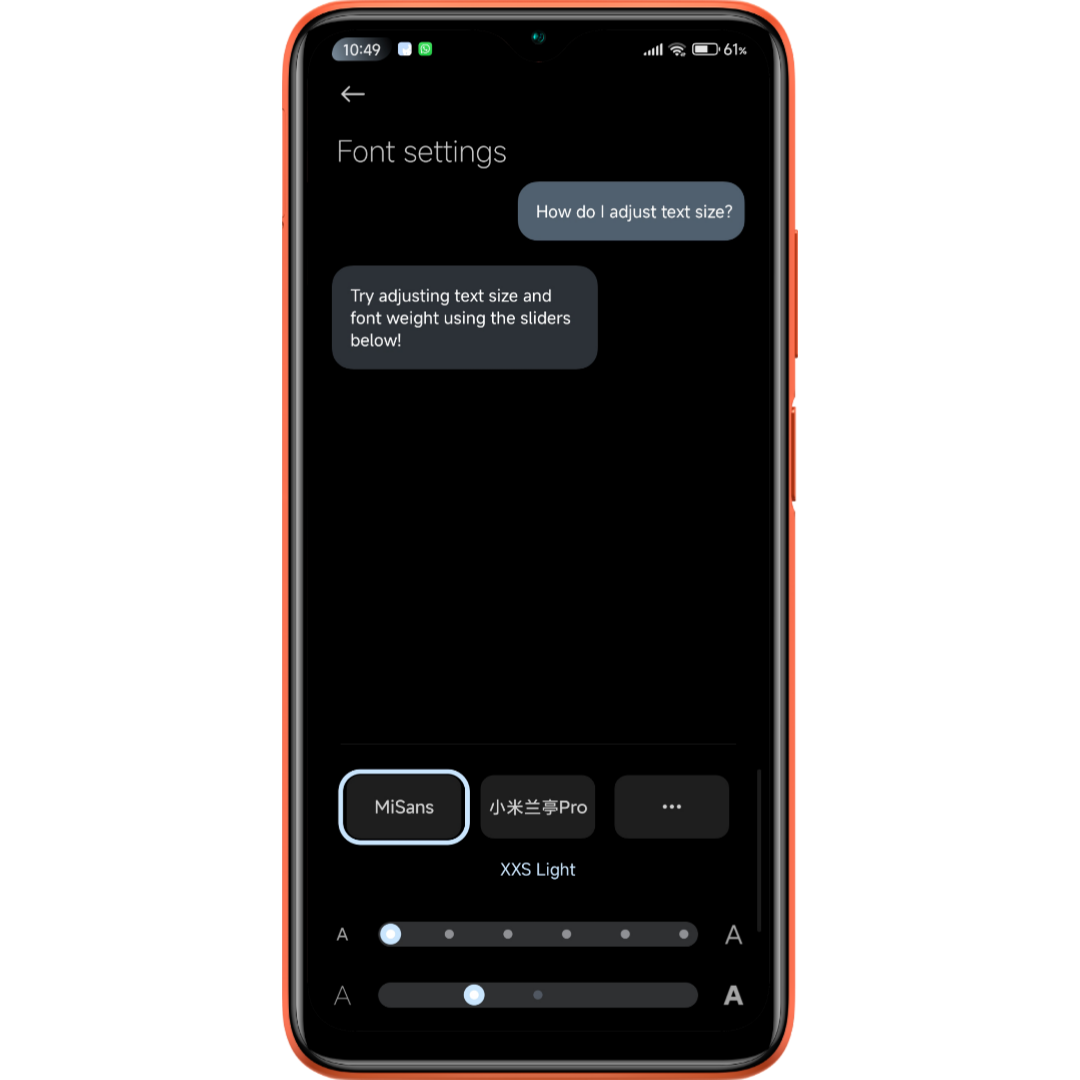 10:49
61%
Font settings
How do I adjust text size?
Try adjusting text size and
font weight using the sliders
below!
MiSans
小米兰亭Pro
•••
XXS Light
A A
A A